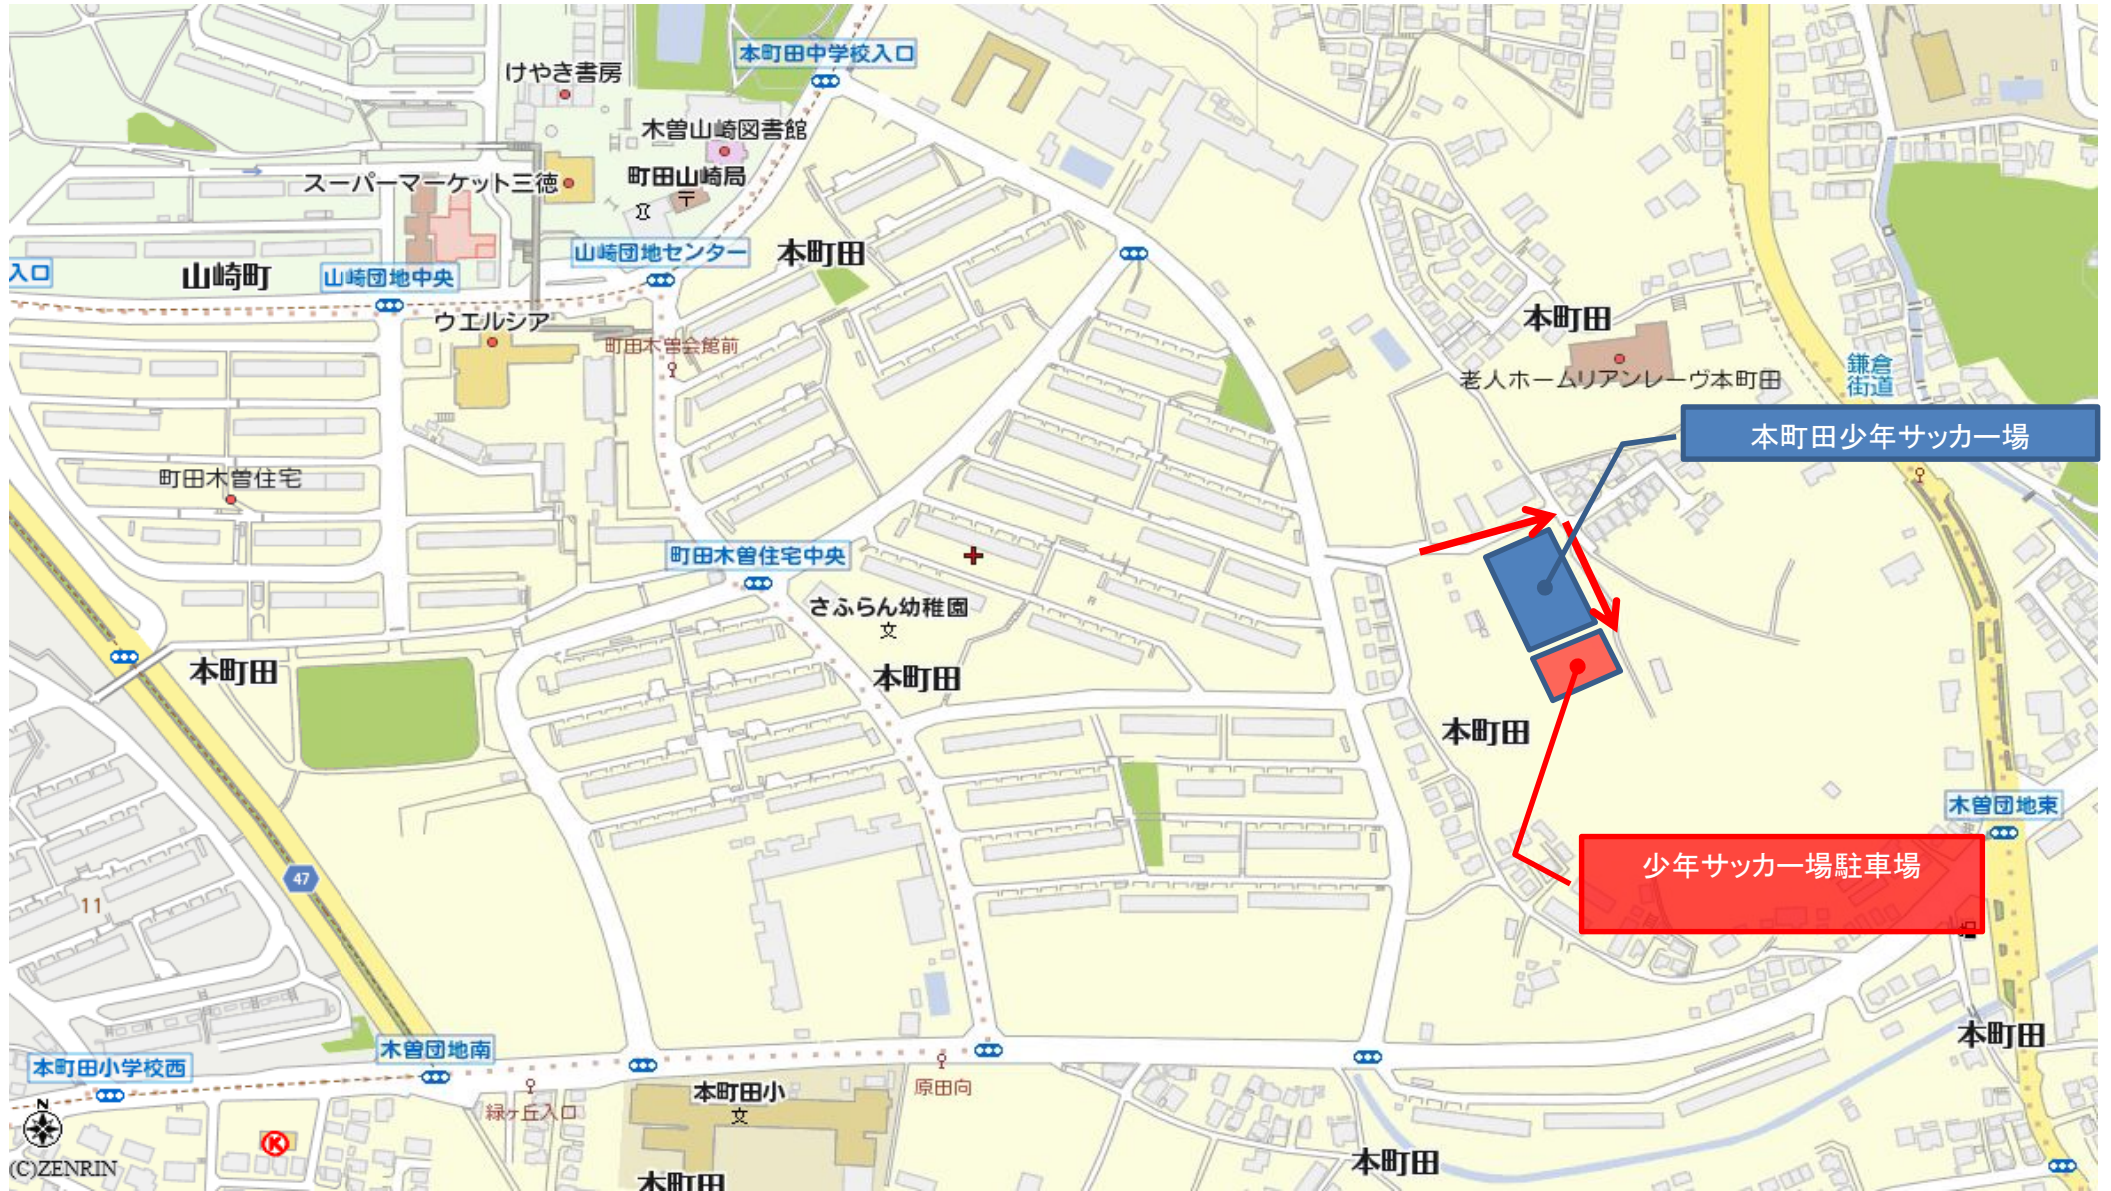 本町田中学校入口
けやき書房
木曽山崎図書館
町田山崎局
スーパーマーケット三徳
山崎団地センター
本町田
入口
山崎町
山崎団地中央
ウエルシア
町田木曽会館前
本町田
老人ホームリアンレーヴ本町田
鎌倉
街道
本町田少年サッカー場
町田木曽住宅
町田木曽住宅中央
さふらん幼稚園
文
本町田
本町田
本町田
木曽団地東
少年サッカー場駐車場
47
11
本町田
木曽団地南
本町田小学校西
緑ヶ丘入口
本町田小
文
原田向
N
K
(C)ZENRIN
本町田
本町田